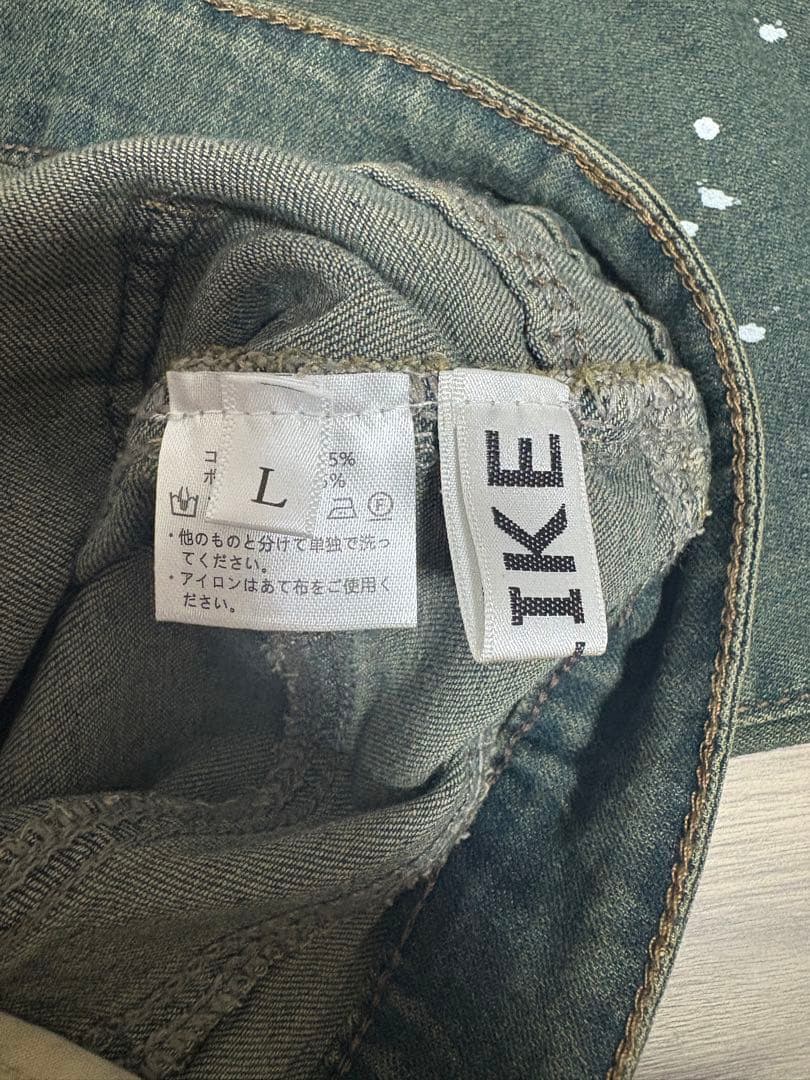 コ 5%
ポ 5%
L
F
・他のものと分けて単独で洗っ
てください。
・アイロンはあて布をご使用く
ださい。
IKE